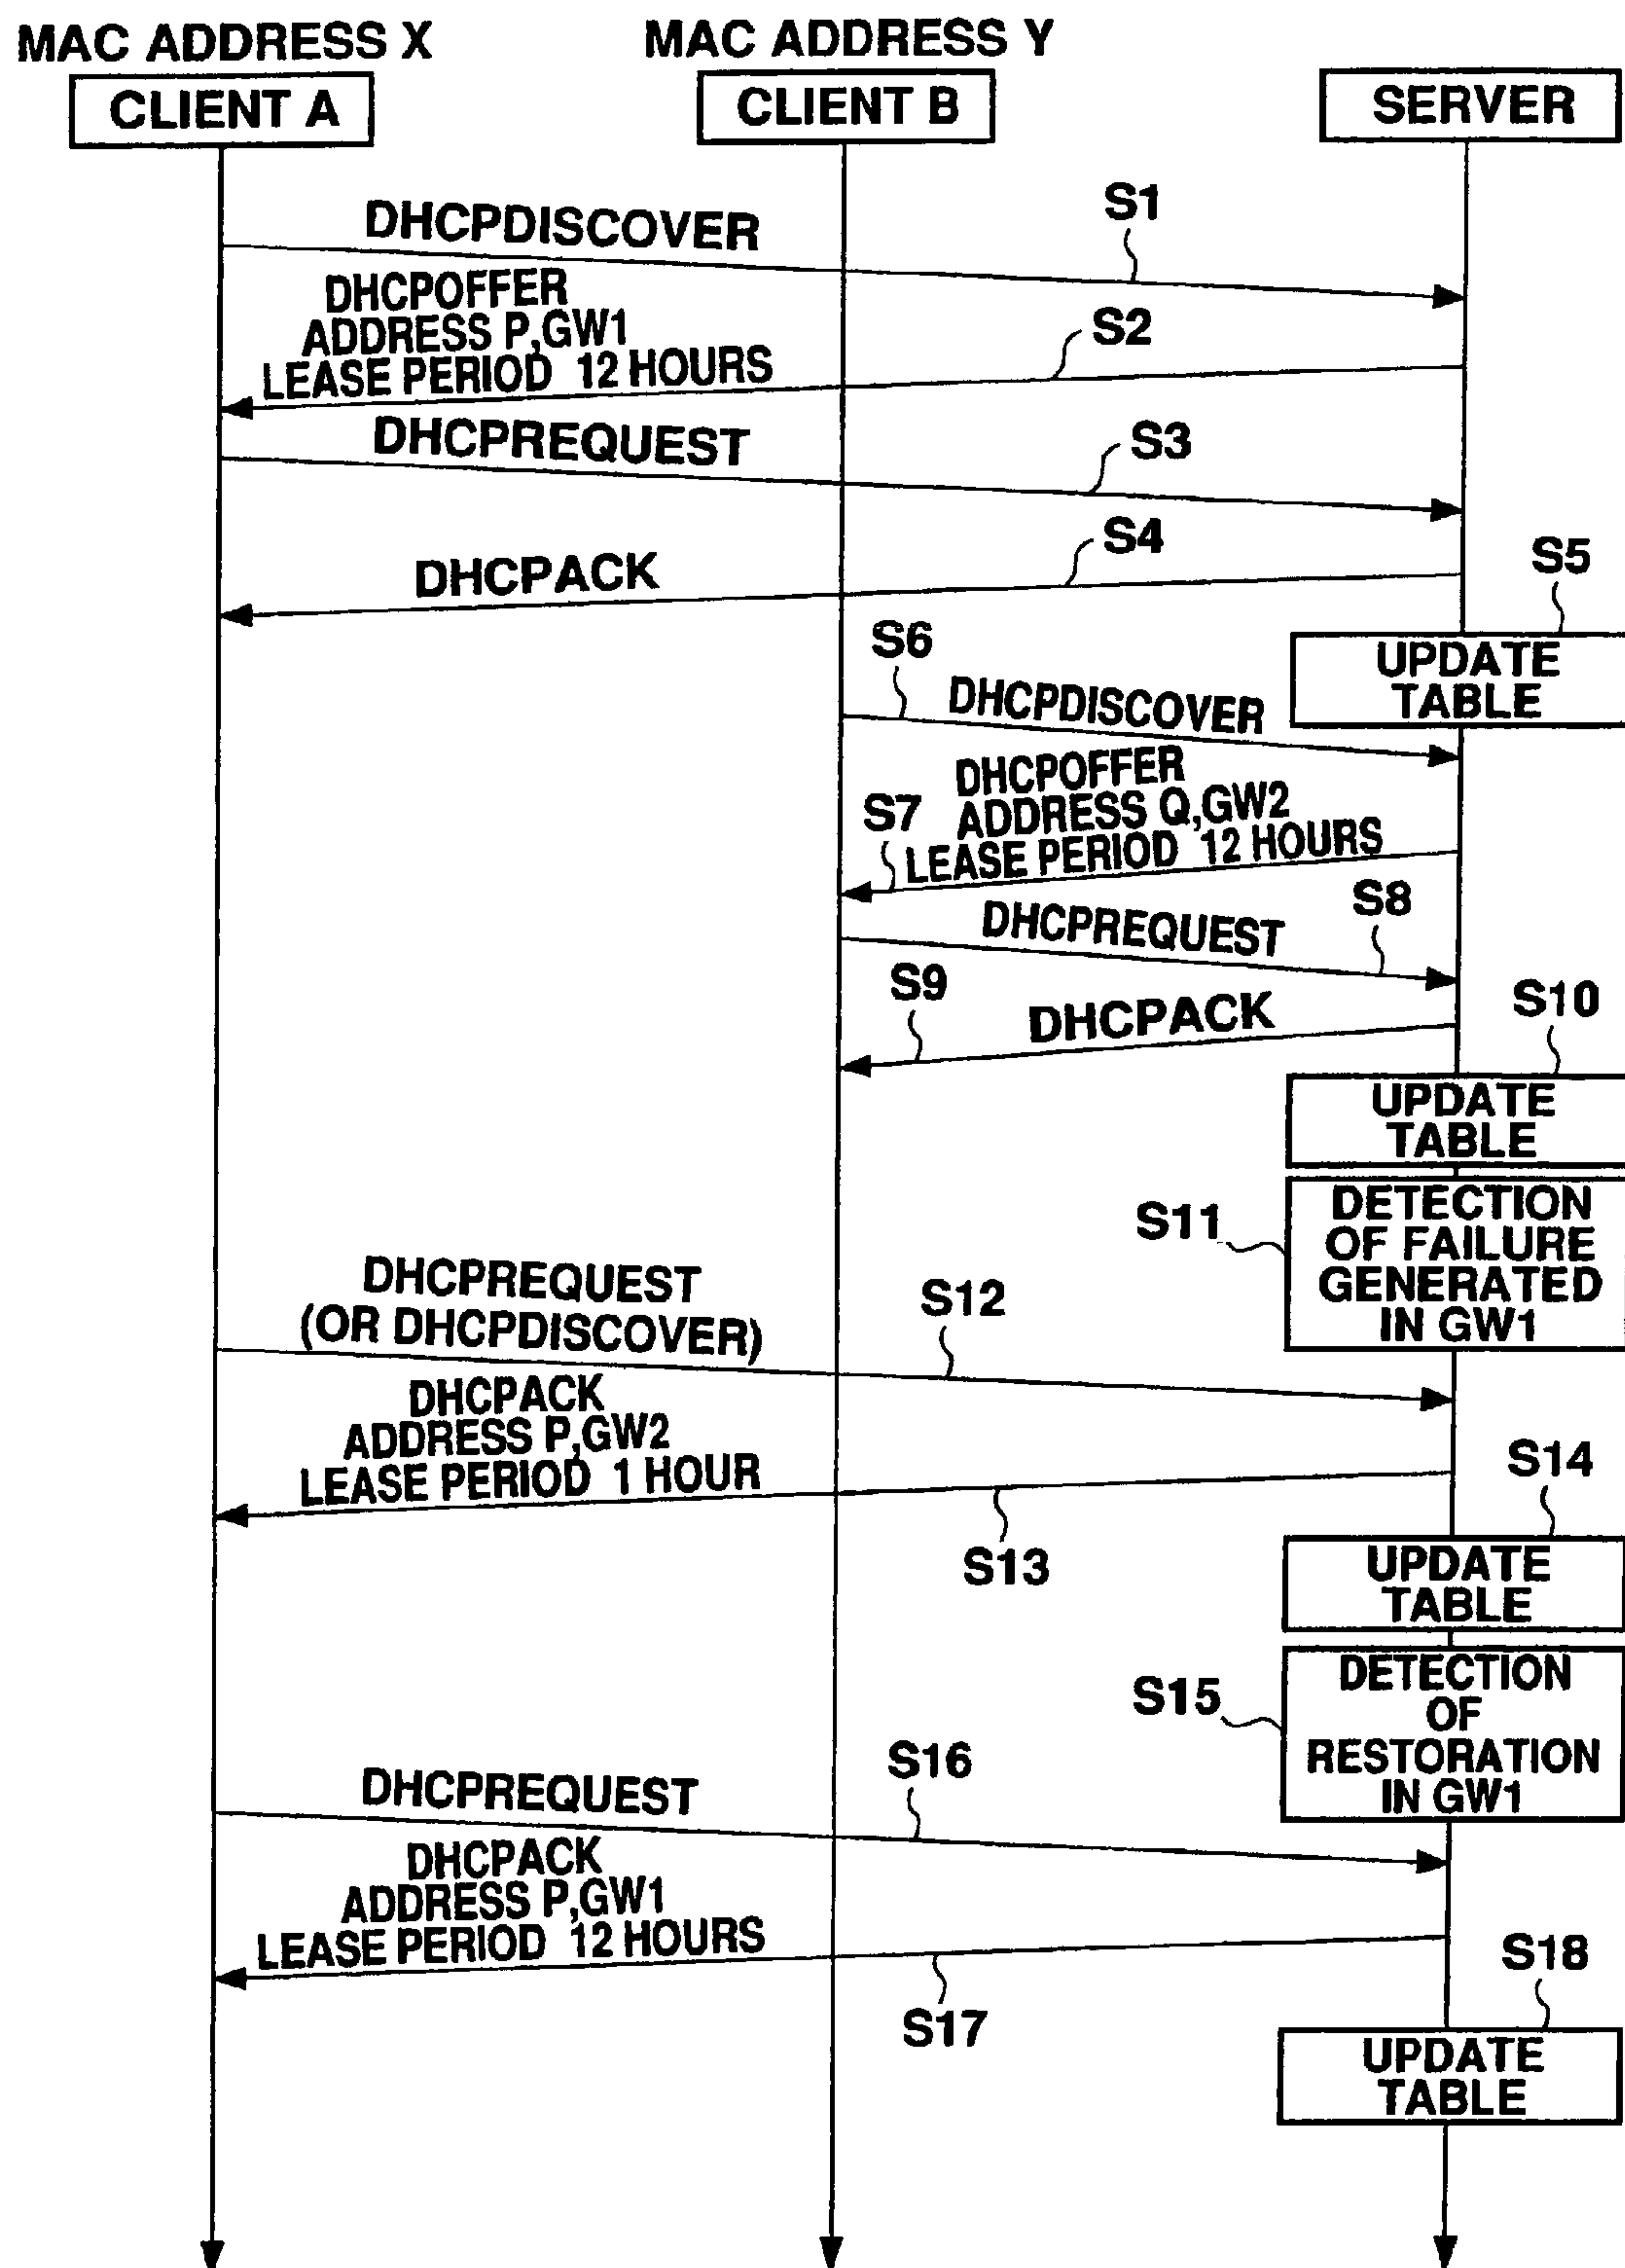 MAC ADDRESS X
MAC ADDRESS Y
CLIENT A
CLIENT B
SERVER
DHCPDISCOVER
S1
DHCPOFFER
ADDRESS P,GW1
LEASE PERIOD 12 HOURS
S2
DHCPREQUEST
S3
DHCPACK
S4
S5
UPDATE
TABLE
S6
DHCPDISCOVER
DHCPOFFER
ADDRESS Q,GW2
LEASE PERIOD 12 HOURS
S7
DHCPREQUEST
S8
S9
DHCPACK
S10
UPDATE
TABLE
S11
DETECTION
OF FAILURE
GENERATED
IN GW1
DHCPREQUEST
(OR DHCPDISCOVER)
S12
DHCPACK
ADDRESS P,GW2
LEASE PERIOD 1 HOUR
S13
S14
UPDATE
TABLE
S15
DETECTION
OF
RESTORATION
IN GW1
DHCPREQUEST
S16
DHCPACK
ADDRESS P,GW1
LEASE PERIOD 12 HOURS
S17
S18
UPDATE
TABLE